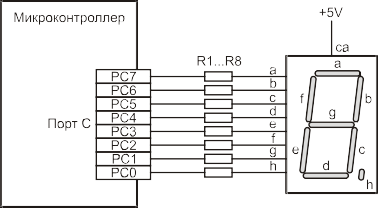 Микроконтроллер
+5V
ca
R1...R8
Порт C
PC7
PC6
PC5
PC4
PC3
PC2
PC1
PC0
a
b
c
d
e
f
g
h
a
f
b
g
e
c
d
h